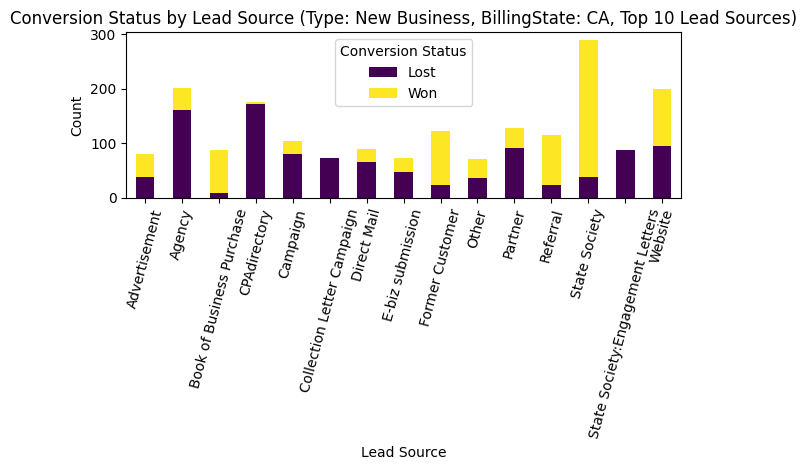 Conversion Status by Lead Source (Type: New Business, BillingState: CA, Top 10 Lead Sources)
Conversion Status
Lost
Won
Count
300
200
100
0
Advertisement
Agency
Book of Business Purchase
CPAdirectory
Campaign
Collection Letter Campaign
Direct Mail
E-biz submission
Former Customer
Other
Partner
Referral
State Society
State Society:Engagement Letters
Website
Lead Source